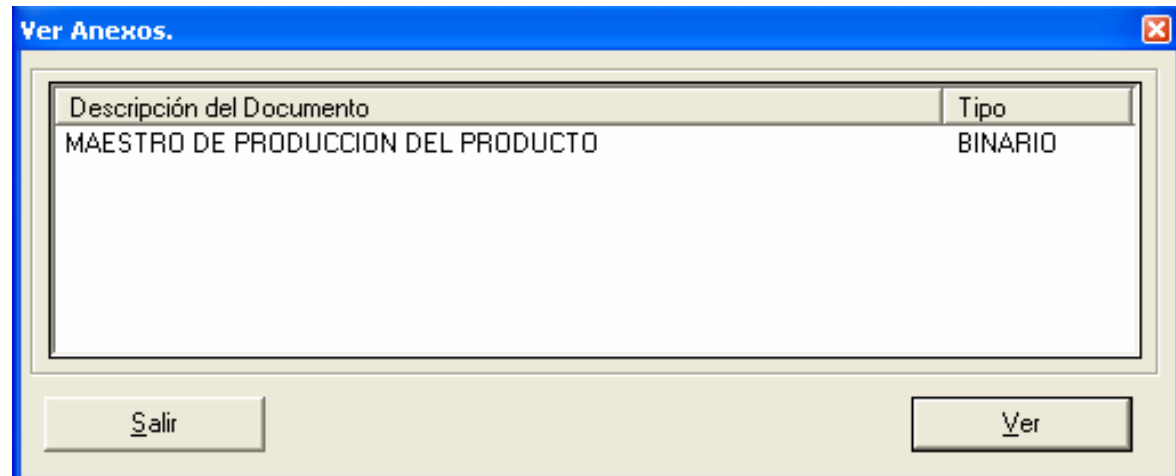 Ver Anexos.
Descripción del Documento Tipo
MAESTRO DE PRODUCCION DEL PRODUCTO BINARIO
Salir Ver